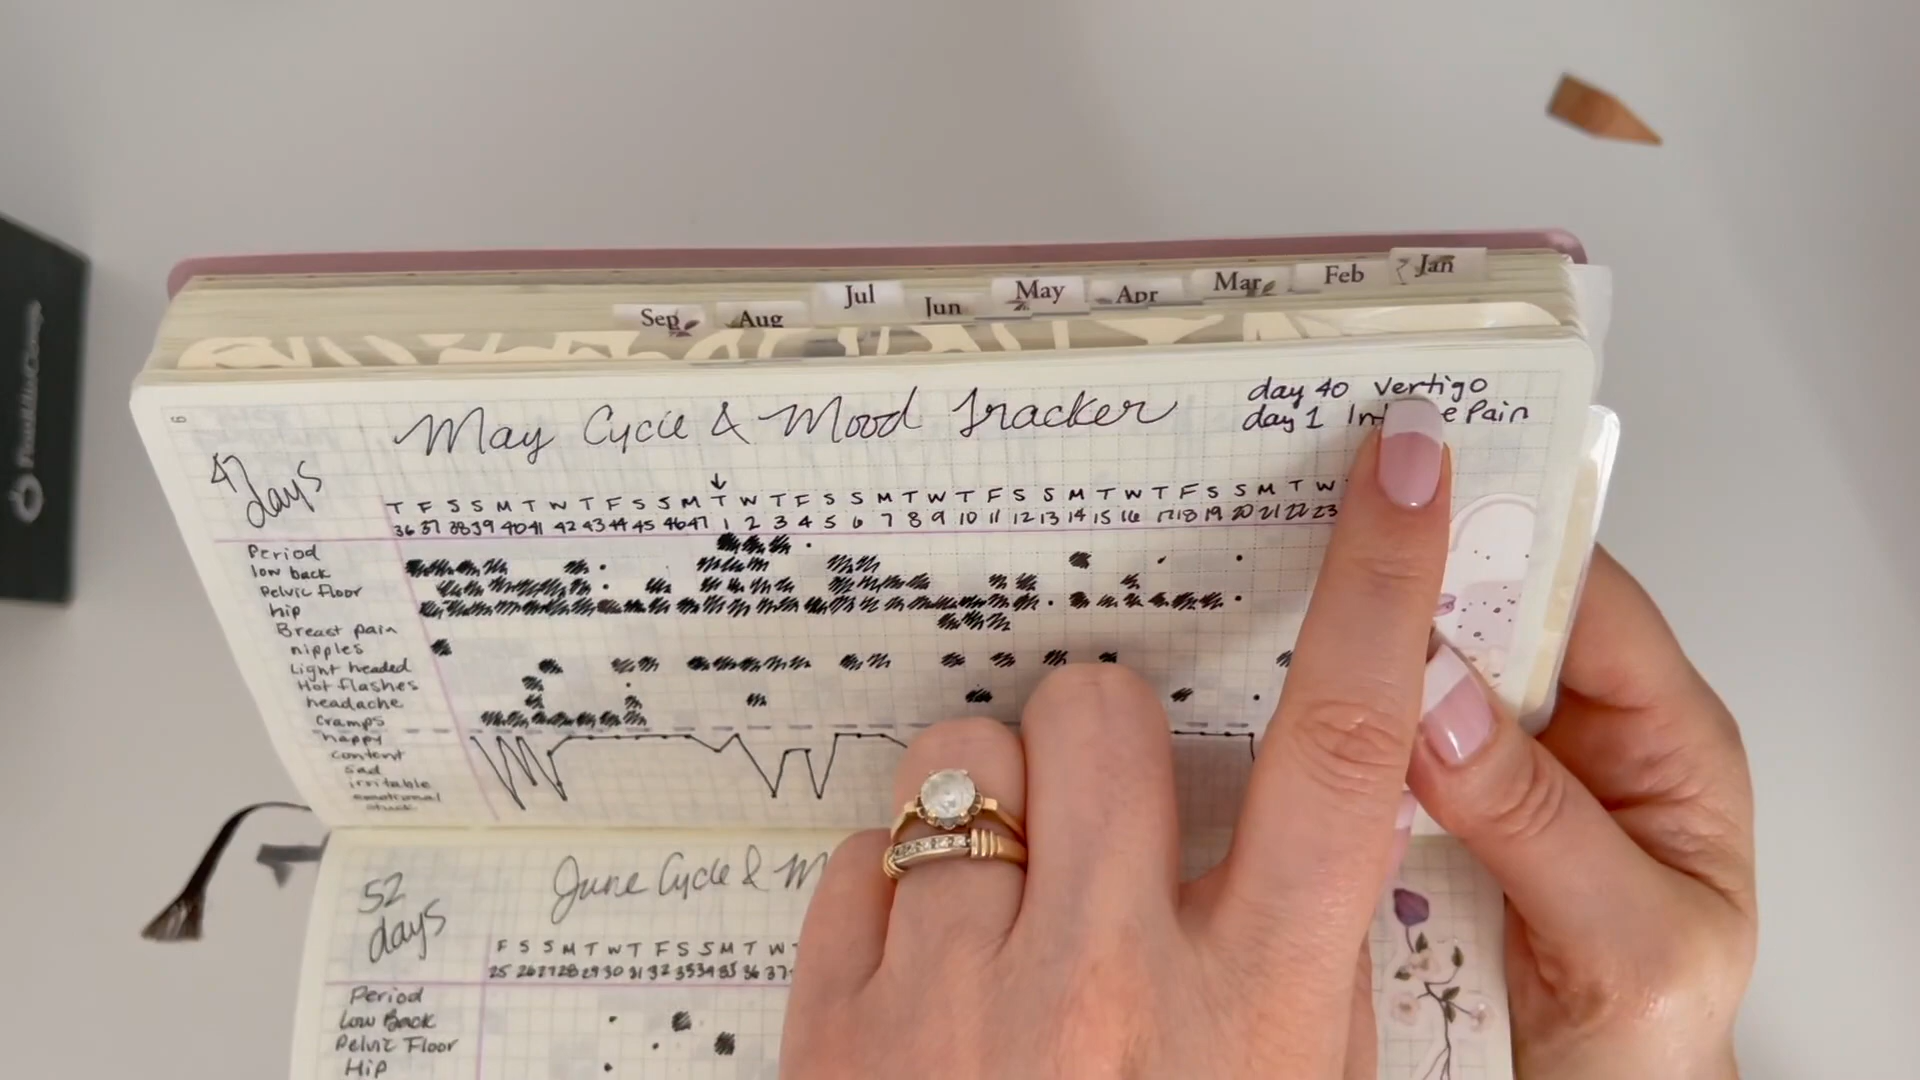 Sep Aug Jul Jun May Apr Mar Feb Jan
day 40 Vertigo
May Cycle & Mood Tracker
day 1 Pain
47 days
T F S S M T W T F S S M T W T F S S M T W T F S S M T W T F S S M T W
36 37 38 39 40 41 42 43 44 45 46 47 1 2 3 4 5 6 7 8 9 10 11 12 13 14 15 16 17 18 19 20 21 22 23
Period
low back
Pelvic floor
hip
Breast pain
nipples
Light headed
Hot flashes
headache
cramps
happy
content
sad
irritable
emotional
52 days
June Cycle & M
F S S M T W T F S S M T W T
25 26 27 28 29 30 31 32 33 34 35 36 37
Period
Low Back
Pelvic Floor
Hip